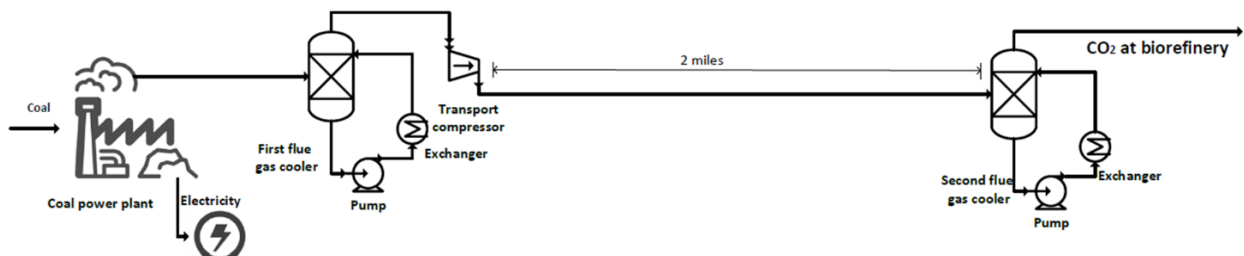 Coal
Coal power plant
Electricity
First flue
gas cooler
Pump
Exchanger
Transport
compressor
2 miles
Second flue
gas cooler
Pump
Exchanger
CO₂ at biorefinery